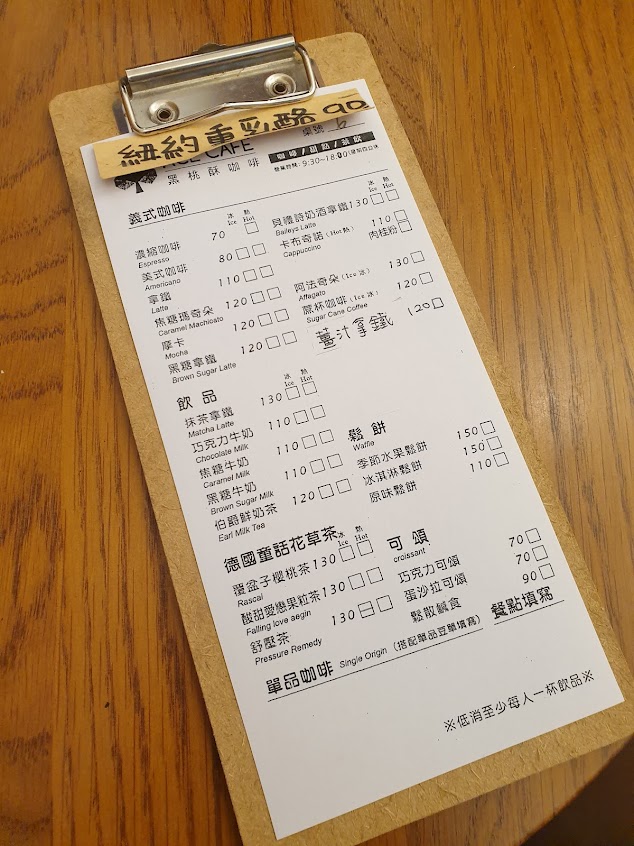 紐約重乳酪 90
CAFE
桌號 6
黑桃酥咖啡
咖啡/甜點/茶飲
營業時間: 9:30~18:00
義式咖啡
冰 Ice 熱 Hot
濃縮咖啡 70
Espresso
美式咖啡 80
Americano
拿鐵 110
Latte
焦糖瑪奇朵 120
Caramel Machicato
摩卡 120
Mocha
黑糖拿鐵 120
Brown Sugar Latte
冰 Ice 熱 Hot
貝禮詩奶酒拿鐵 130
Baileys Latte
卡布奇諾 (Hot 熱) 110
Cappuccino 肉桂粉
阿法奇朵 (Ice 冰) 130
Affagato
蔗杯咖啡 (Ice 冰) 120
Sugar Cane Coffee
薑汁拿鐵 120
飲品
冰 Ice 熱 Hot
抹茶拿鐵 130
Matcha Latte
巧克力牛奶 110
Chocolate Milk
焦糖牛奶 110
Caramel Milk
黑糖牛奶 110
Brown Sugar Milk
伯爵鮮奶茶 120
Earl Milk Tea
鬆餅
Waffle
季節水果鬆餅 150
冰淇淋鬆餅 150
原味鬆餅 110
德國童話花草茶
冰 Ice 熱 Hot
覆盆子櫻桃茶 130
Rascal
酸甜愛戀果粒茶 130
Falling love aegin
舒壓茶 130
Pressure Remedy
可頌
croissant
巧克力可頌 70
蛋沙拉可頌 70
鬆散鹹食 90
單品咖啡 Single Origin (搭配單品豆單填寫)
餐點填寫
※低消至少每人一杯飲品※